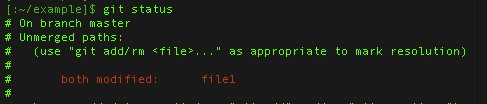 [:~/example]$ git status
# On branch master
# Unmerged paths:
#   (use "git add/rm <file>..." as appropriate to mark resolution)
#
#       both modified:      file1
#